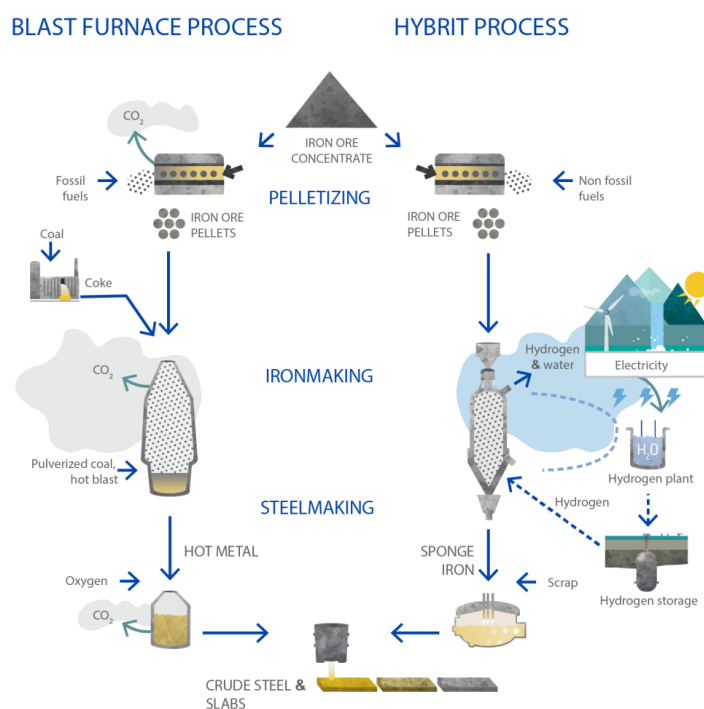 BLAST FURNACE PROCESS
HYBRIT PROCESS
CO2
IRON ORE
CONCENTRATE
Fossil
fuels
PELLETIZING
Non fossil
fuels
IRON ORE
PELLETS
IRON ORE
PELLETS
Coal
Coke
CO2
IRONMAKING
Hydrogen
& water
Electricity
H2O
Pulverized coal,
hot blast
Hydrogen plant
STEELMAKING
Hydrogen
HOT METAL
SPONGE
IRON
Oxygen
Scrap
Hydrogen storage
CO2
CRUDE STEEL &
SLABS